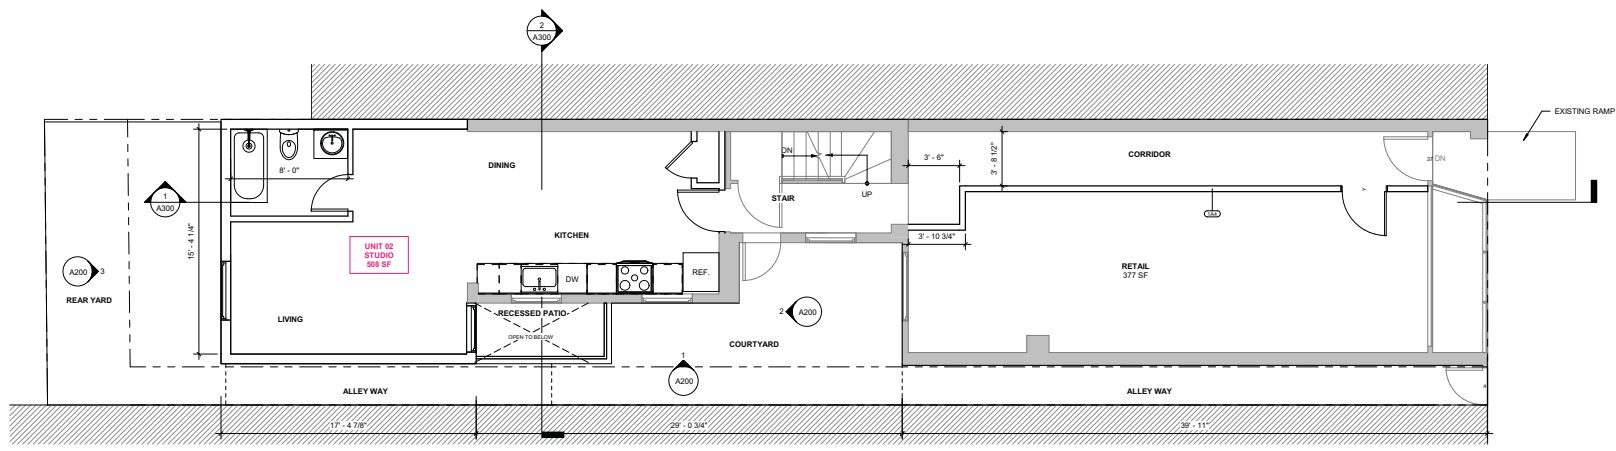 2
A300
EXISTING RAMP
DINING
DN
3' - 6"
3' - 8 1/2"
CORRIDOR
37 DN
8' - 0"
1
A300
STAIR
UP
Y
1A4
15' - 4 1/4"
KITCHEN
3' - 10 3/4"
UNIT 02
STUDIO
508 SF
A200
3
REAR YARD
DW
REF.
RETAIL
377 SF
LIVING
RECESSED PATIO
OPEN TO BELOW
2
A200
COURTYARD
1
A200
ALLEY WAY
ALLEY WAY
4
17' - 4 7/8"
29' - 0 3/4"
39' - 11"